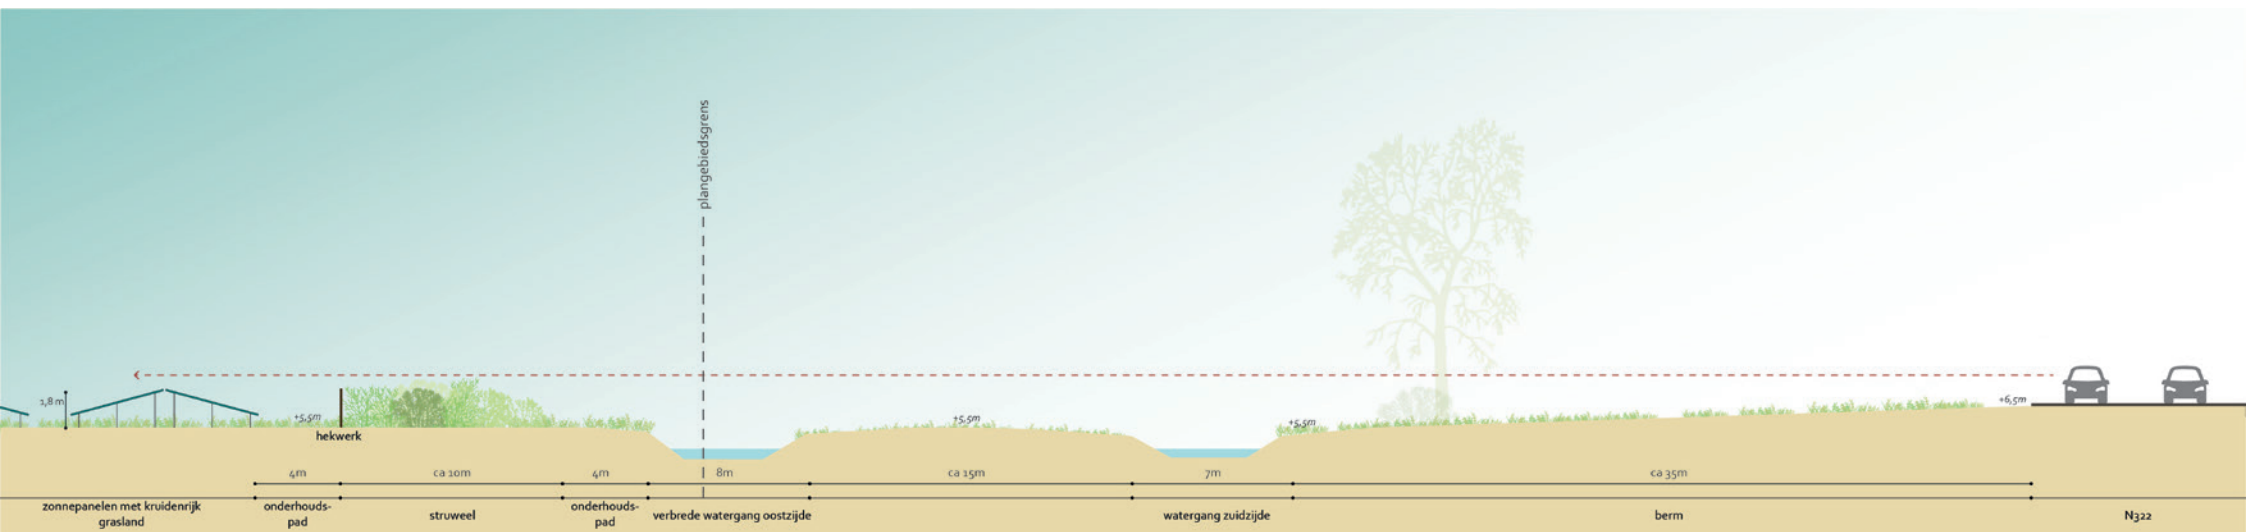 plangebiedsgrens
1,8 m
+5,5m
+5,5m
+5,5m
+6,5m
hekwerk
4m
ca 10m
4m
8m
ca 15m
7m
ca 35m
zonnepanelen met kruidenrijk
grasland
onderhouds-
pad
struweel
onderhouds-
pad
verbrede watergang oostzijde
watergang zuidzijde
berm
N322